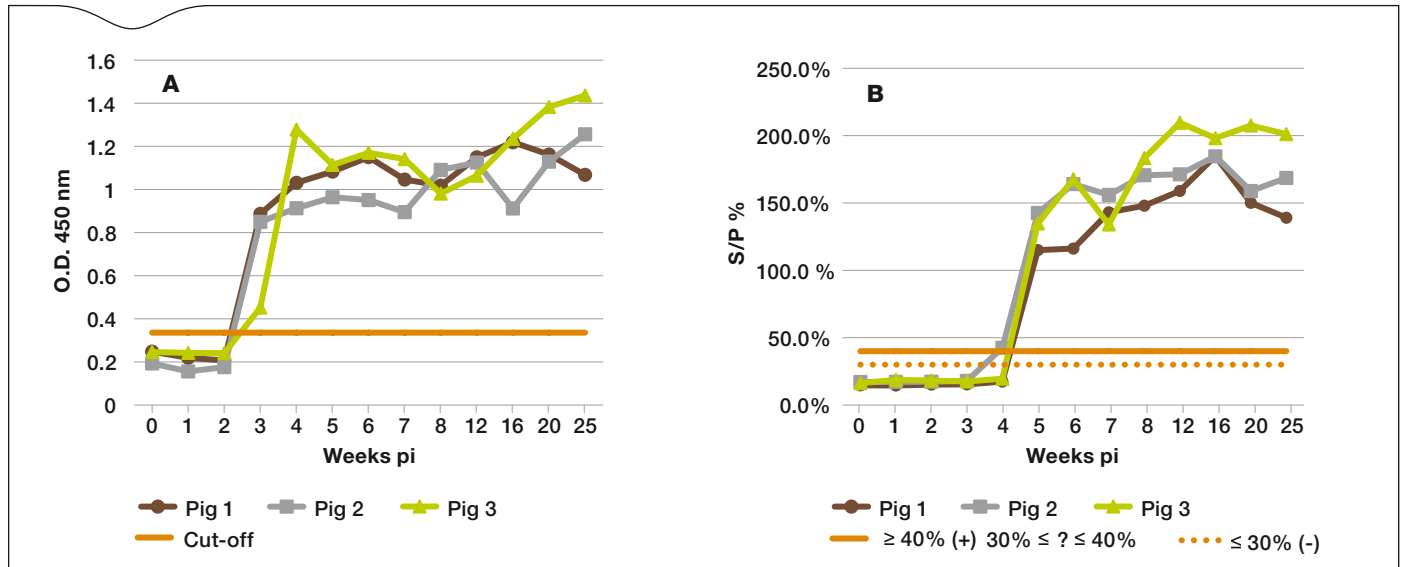 A
O.D. 450 nm
1.6
1.4
1.2
1
0.8
0.6
0.4
0.2
0
0 1 2 3 4 5 6 7 8 12 16 20 25
Weeks pi
Pig 1 Pig 2 Pig 3
Cut-off
B
S/P %
250.0%
200.0%
150.0%
100.0 %
50.0%
0.0%
0 1 2 3 4 5 6 7 8 12 16 20 25
Weeks pi
Pig 1 Pig 2 Pig 3
≥ 40% (+) 30% ≤ ? ≤ 40% ≤ 30% (-)